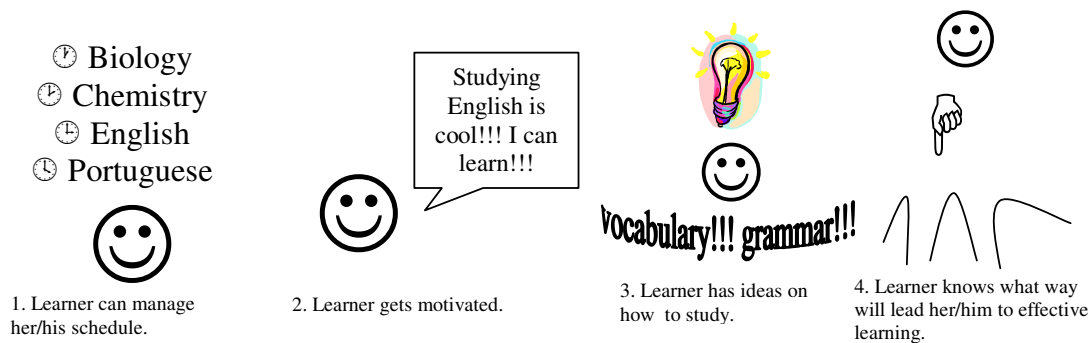 Biology
Chemistry
English
Portuguese
1. Learner can manage
her/his schedule.
Studying
English is
cool!!! I can
learn!!!
2. Learner gets motivated.
vocabulary!!! grammar!!!
3. Learner has ideas on
how to study.
4. Learner knows what way
will lead her/him to effective
learning.